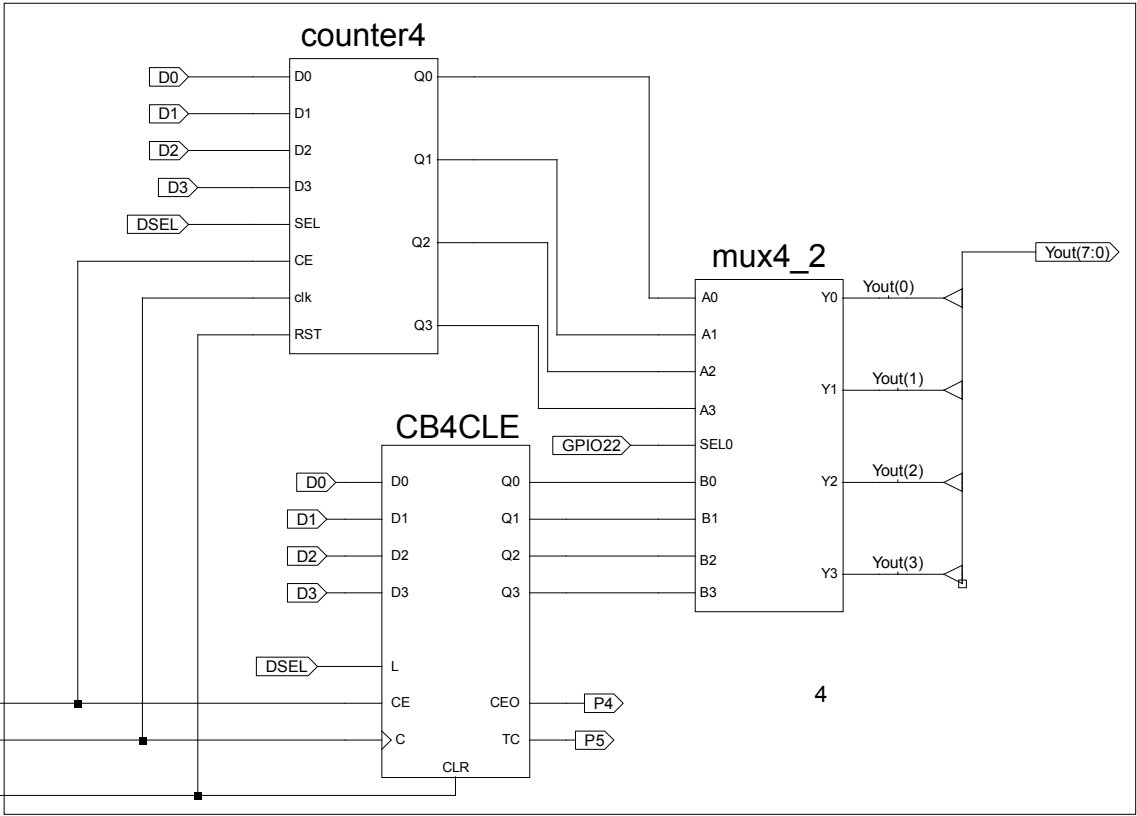 counter4
D0
D1
D2
D3
DSEL
D0
D1
D2
D3
SEL
CE
clk
RST
Q0
Q1
Q2
Q3
mux4_2
A0
A1
A2
A3
SEL0
B0
B1
B2
B3
GPIO22
Y0
Y1
Y2
Y3
Yout(0)
Yout(1)
Yout(2)
Yout(3)
Yout(7:0)
CB4CLE
D0
D1
D2
D3
DSEL
D0
D1
D2
D3
L
CE
C
CLR
Q0
Q1
Q2
Q3
CEO
TC
P4
P5
4